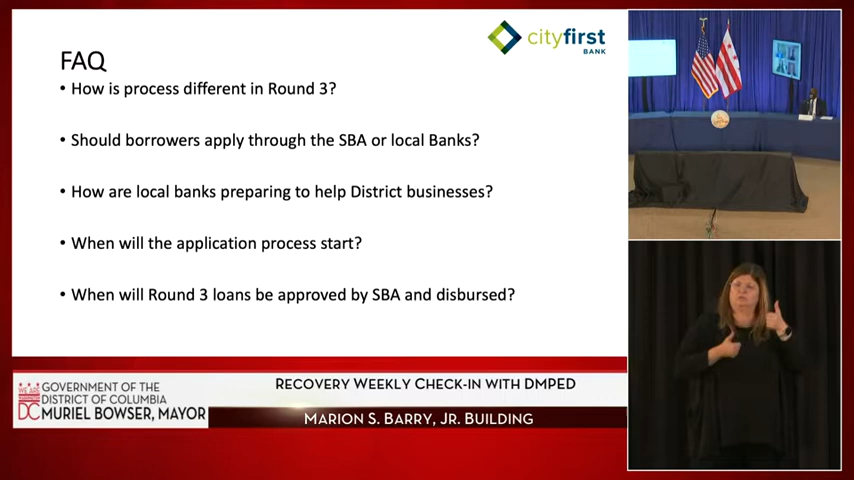 cityfirst
BANK
FAQ
• How is process different in Round 3?
• Should borrowers apply through the SBA or local Banks?
• How are local banks preparing to help District businesses?
• When will the application process start?
• When will Round 3 loans be approved by SBA and disbursed?
WE ARE
DC
GOVERNMENT OF THE
DISTRICT OF COLUMBIA
MURIEL BOWSER, MAYOR
RECOVERY WEEKLY CHECK-IN WITH DMPED
MARION S. BARRY, JR. BUILDING